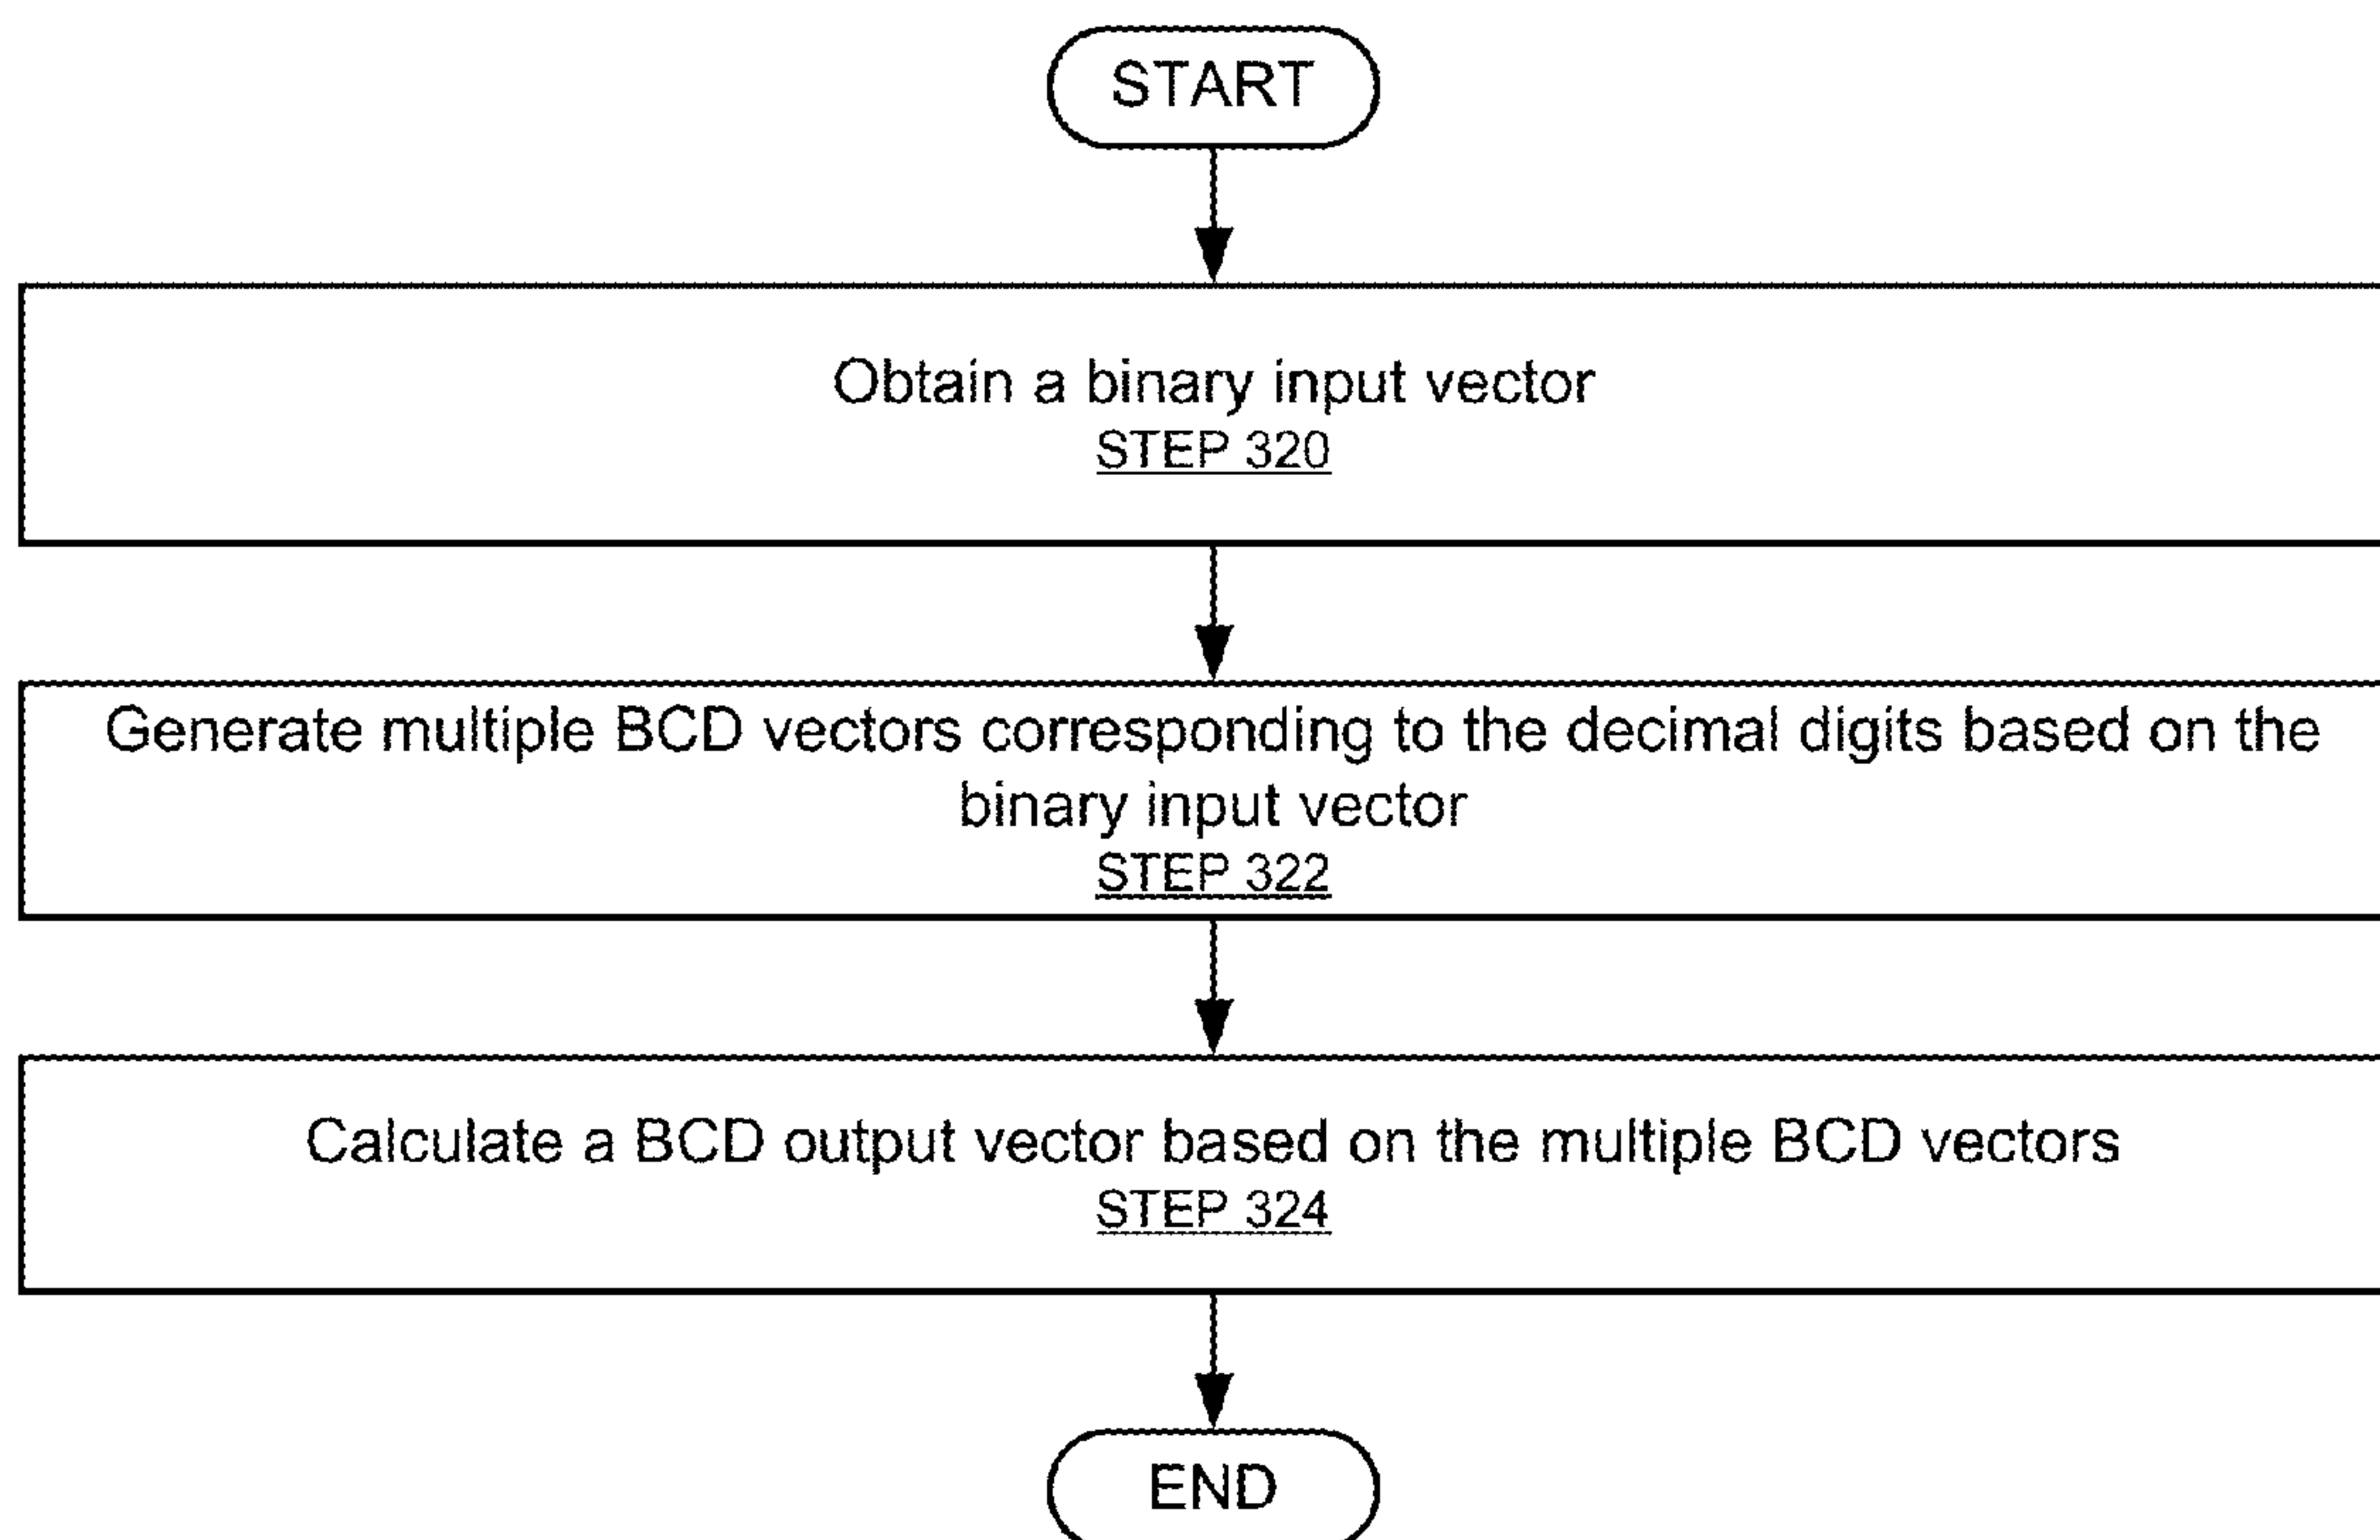 START
Obtain a binary input vector
STEP 320
Generate multiple BCD vectors corresponding to the decimal digits based on the
binary input vector
STEP 322
Calculate a BCD output vector based on the multiple BCD vectors
STEP 324
END